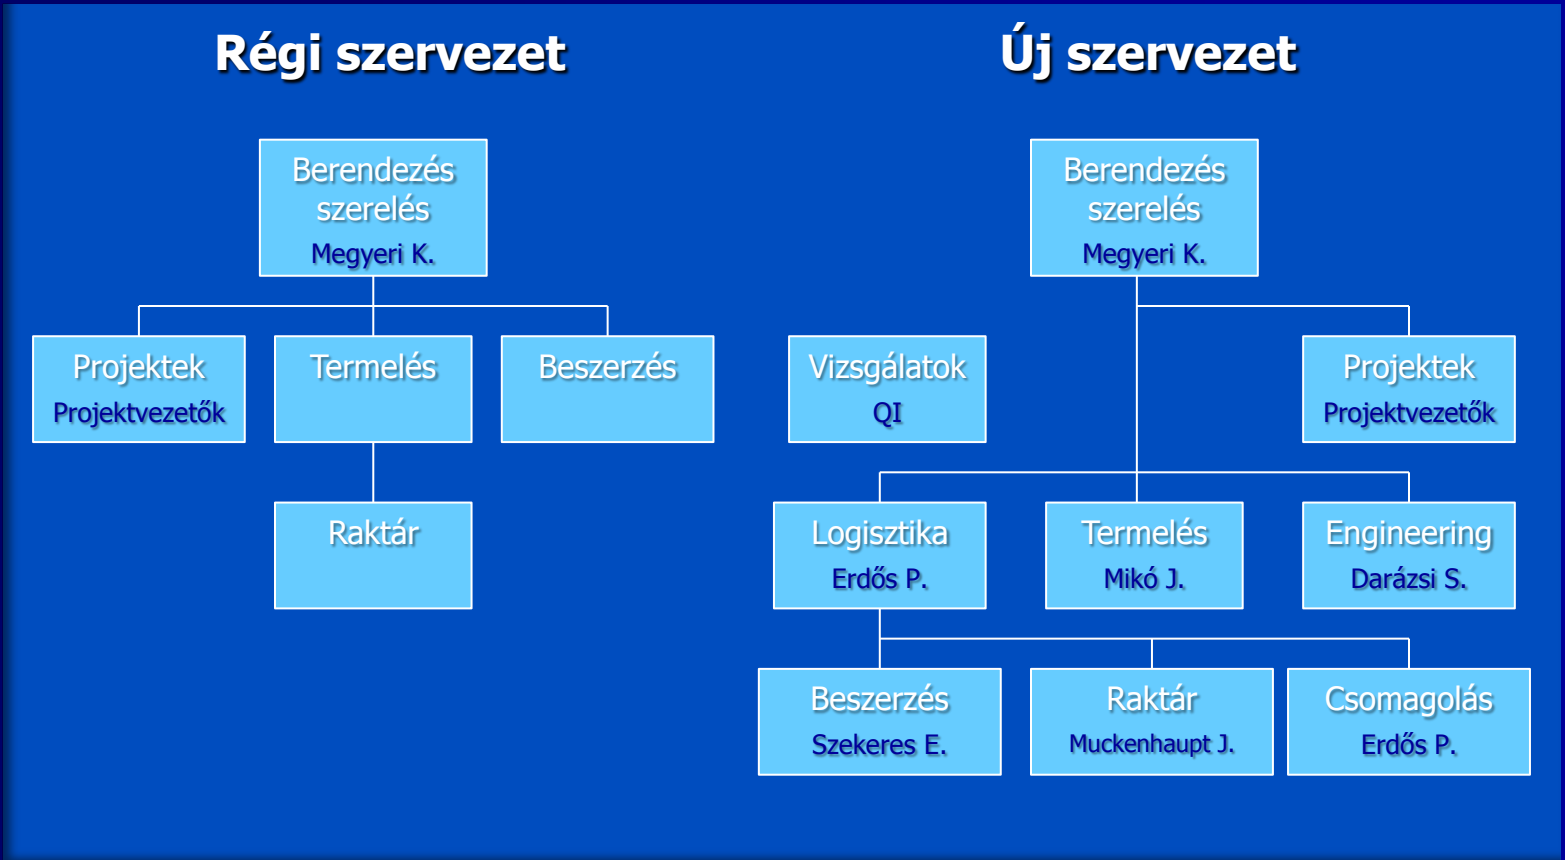 Régi szervezet
Berendezés
szerelés
Megyeri K.
Projektek
Projektvezetők
Termelés
Beszerzés
Raktár
Új szervezet
Berendezés
szerelés
Megyeri K.
Vizsgálatok
QI
Projektek
Projektvezetők
Logisztika
Erdős P.
Termelés
Mikó J.
Engineering
Darázsi S.
Beszerzés
Szekeres E.
Raktár
Muckenhaupt J.
Csomagolás
Erdős P.